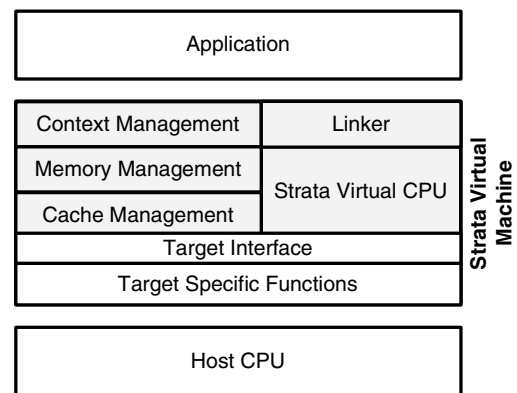 Application
Context Management
Linker
Memory Management
Strata Virtual CPU
Cache Management
Target Interface
Target Specific Functions
Strata Virtual
Machine
Host CPU